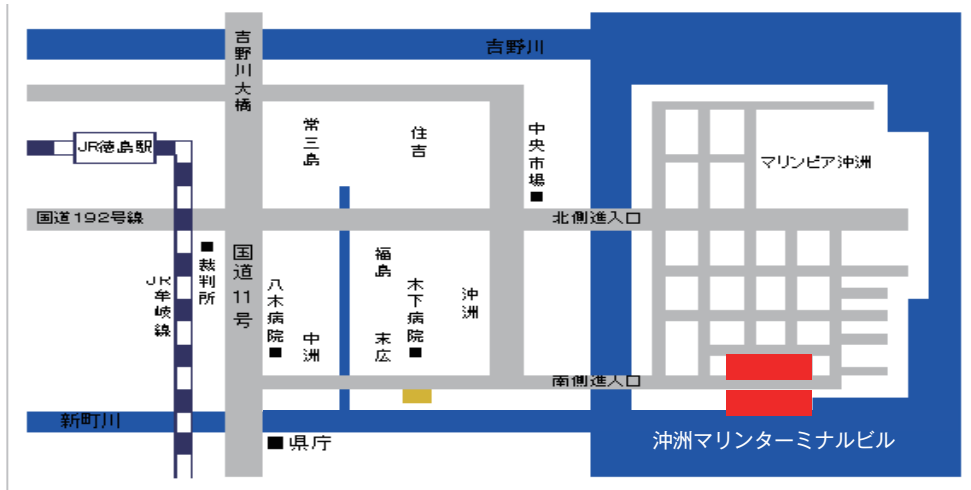 吉野川
吉野川大橋
常三島
住吉
中央市場
JR徳島駅
マリンピア沖洲
国道192号線
北側進入口
裁判所
国道11号
福島
JR牟岐線
八木病院
木下病院
沖洲
中洲
末広
南側進入口
新町川
県庁
沖洲マリンターミナルビル